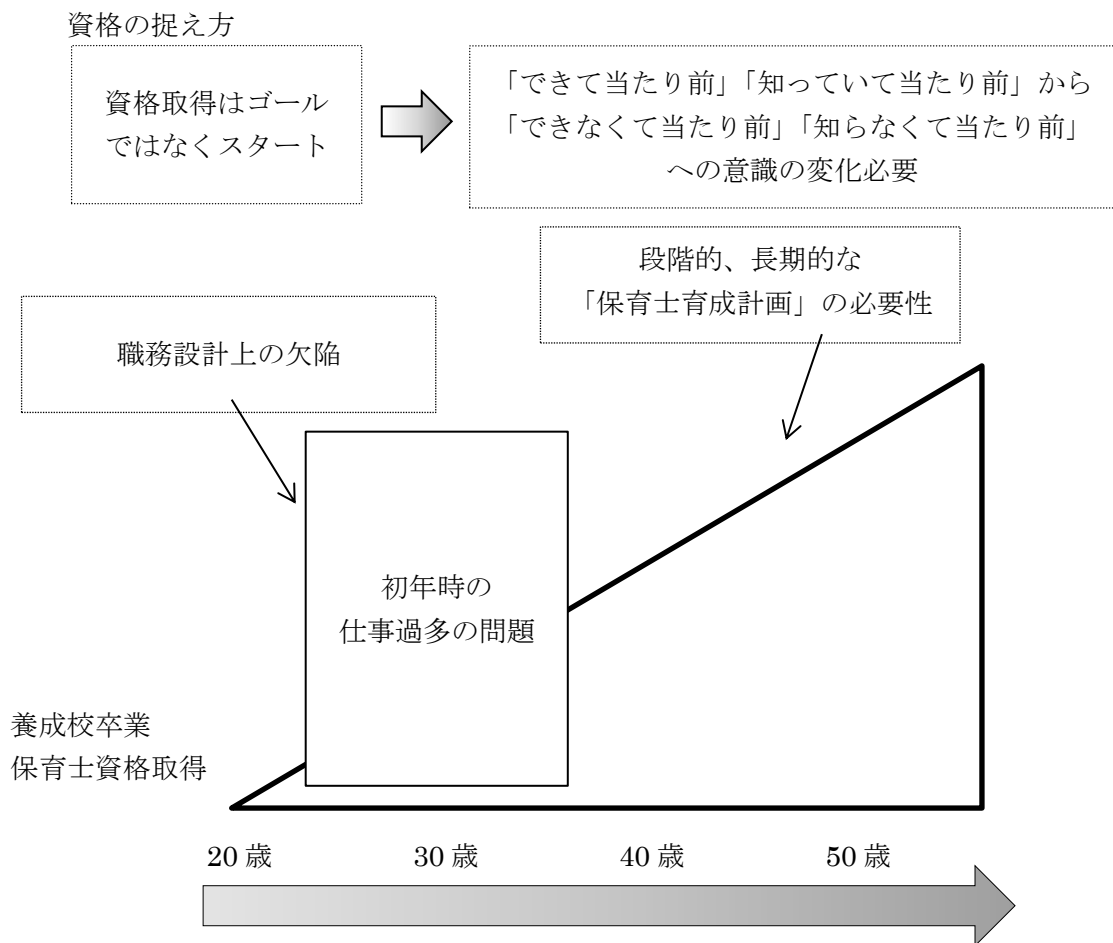 資格の捉え方
資格取得はゴール
ではなくスタート
「できて当たり前」「知っていて当たり前」から
「できなくて当たり前」「知らなくて当たり前」
への意識の変化必要
段階的、長期的な
「保育士育成計画」の必要性
職務設計上の欠陥
初年時の
仕事過多の問題
養成校卒業
保育士資格取得
20 歳 30 歳 40 歳 50 歳